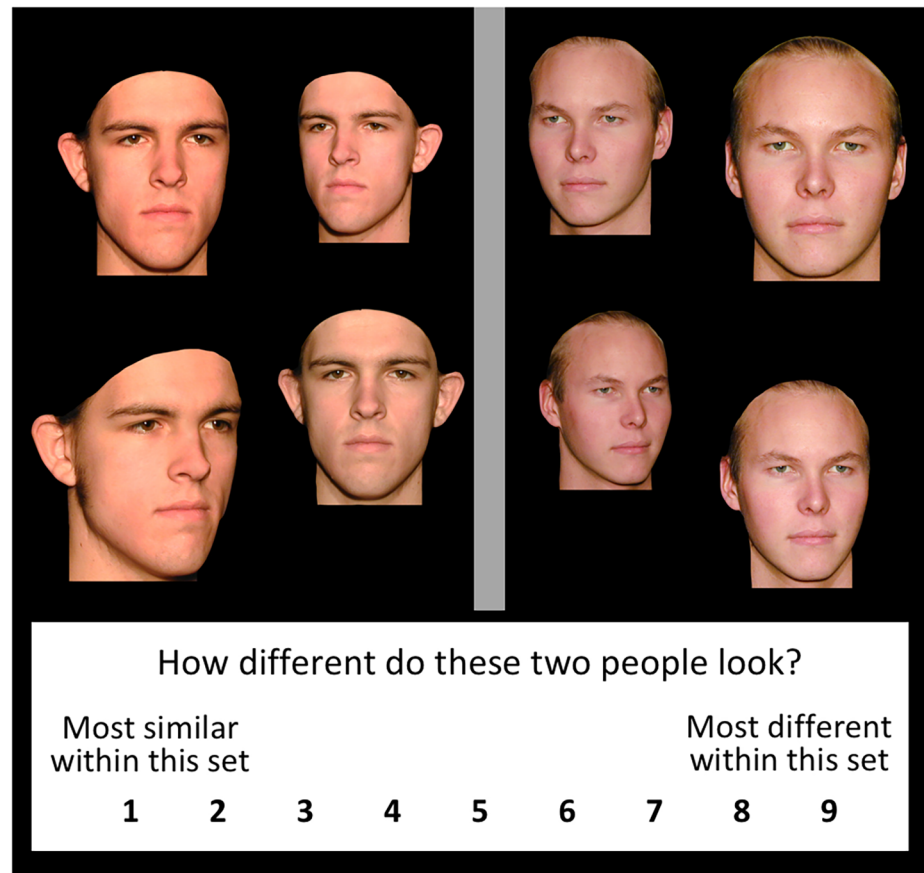 How different do these two people look?
Most similar
within this set
Most different
within this set
1 2 3 4 5 6 7 8 9